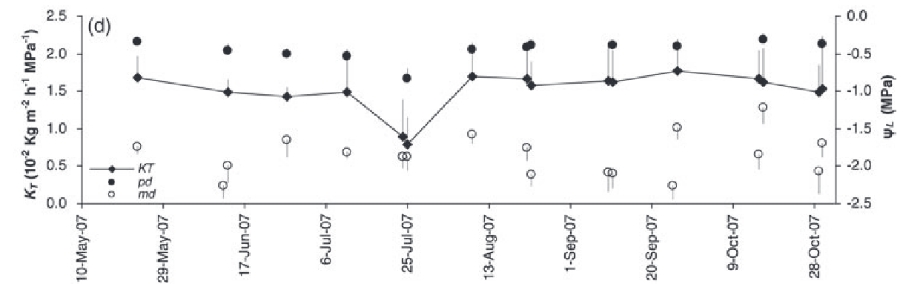 (d)
2.5
2.0
1.5
1.0
0.5
0.0
K_T (10⁻² Kg m⁻² h⁻¹ MPa⁻¹)
0.0
-0.5
-1.0
-1.5
-2.0
-2.5
ψ_L (MPa)
KT
pd
md
10-May-07
29-May-07
17-Jun-07
6-Jul-07
25-Jul-07
13-Aug-07
1-Sep-07
20-Sep-07
9-Oct-07
28-Oct-07